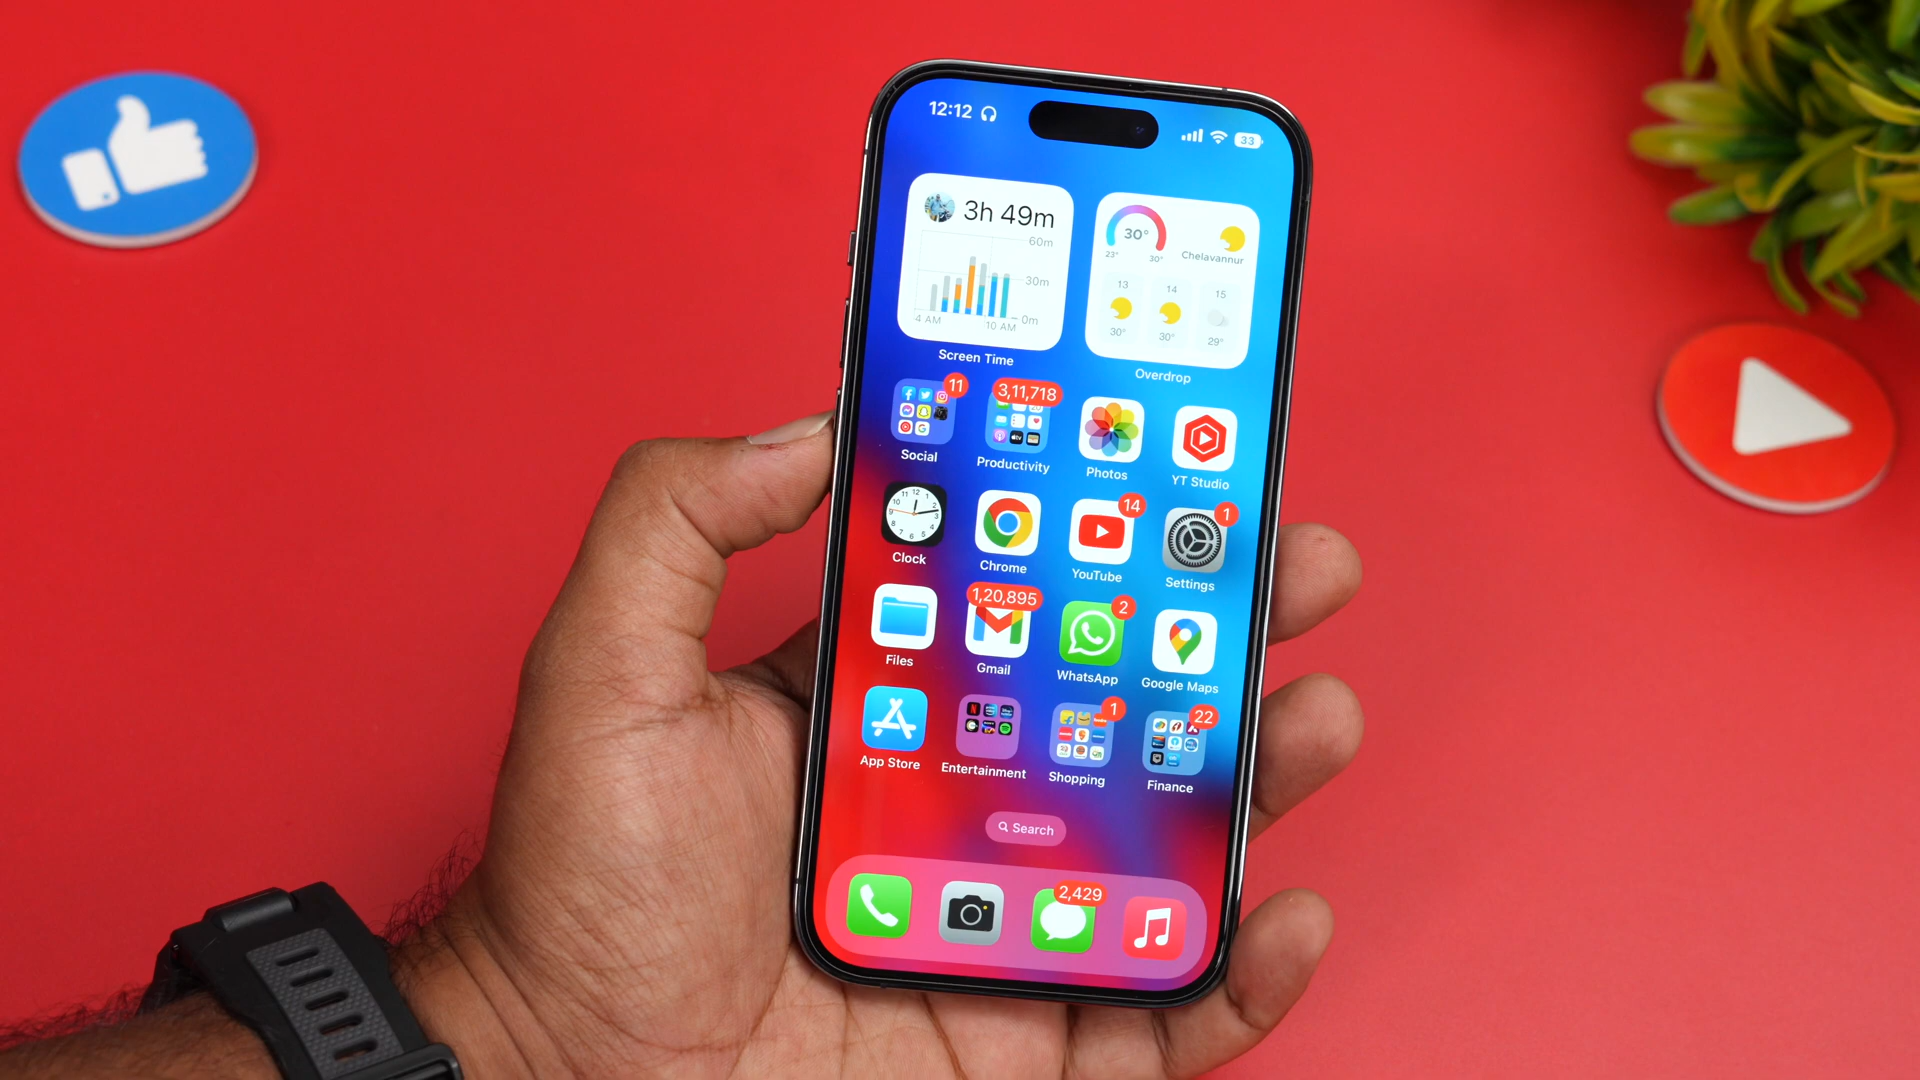 12:12
33
3h 49m
60m
30m
0m
4 AM
10 AM
Screen Time
30°
23°
30°
Chelavannur
13
14
15
30°
30°
29°
Overdrop
11
3,11,718
Social
Productivity
Photos
YT Studio
14
1
Clock
Chrome
YouTube
Settings
1,20,895
2
Files
Gmail
WhatsApp
Google Maps
1
22
App Store
Entertainment
Shopping
Finance
Search
2,429